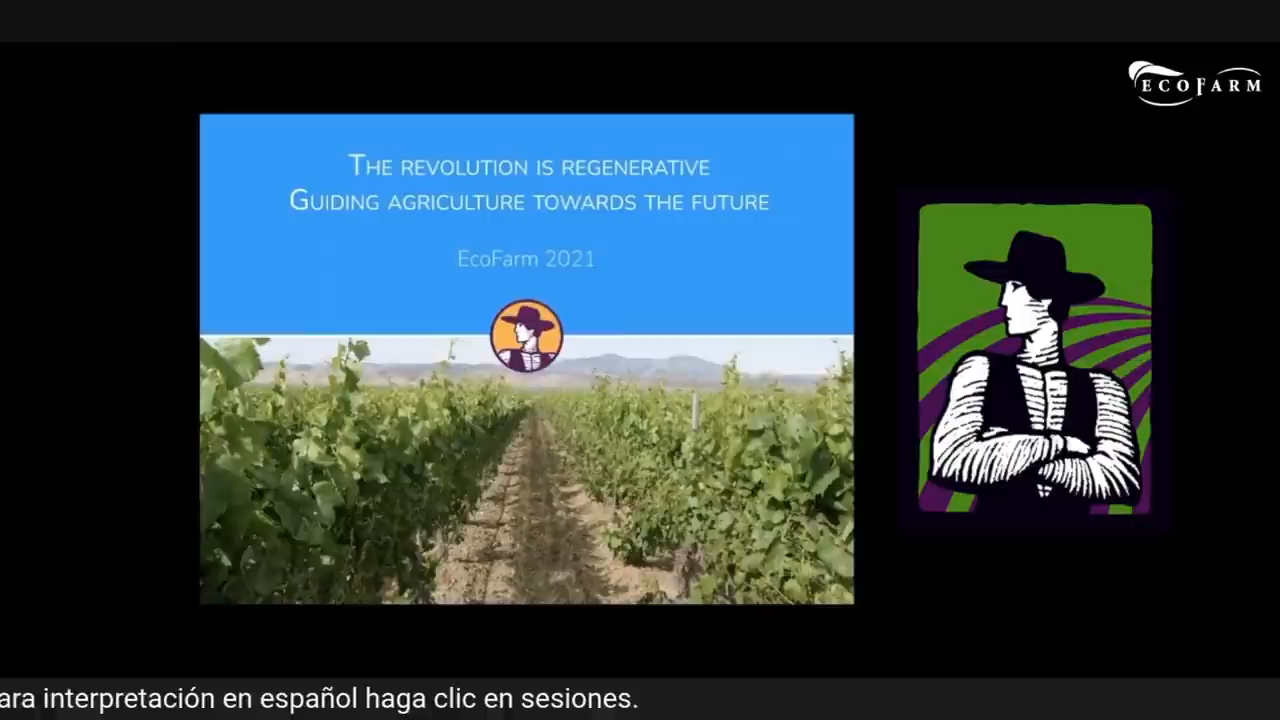 ECOFARM
The revolution is regenerative
Guiding agriculture towards the future
EcoFarm 2021
ara interpretación en español haga clic en sesiones.